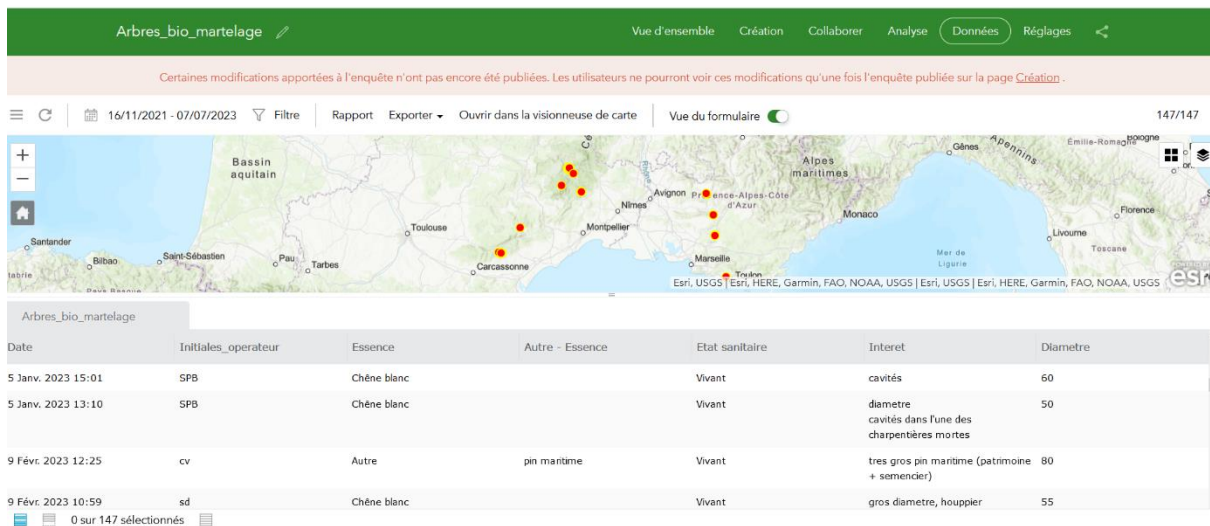 Arbres_bio_martelage
Vue d'ensemble Création Collaborer Analyse Données Réglages
Certaines modifications apportées à l'enquête n'ont pas encore été publiées. Les utilisateurs ne pourront voir ces modifications qu'une fois l'enquête publiée sur la page Création .
16/11/2021 - 07/07/2023 Filtre Rapport Exporter Ouvrir dans la visionneuse de carte Vue du formulaire 147/147
Bassin
aquitain
Alpes
maritimes
Gênes
Apennins
Bologne
Avignon
d'Azur
Nîmes
Monaco
Florence
Toulouse
Montpellier
Livourne
Toscane
Santander
Bilbao
Saint-Sébastien
Pau
Tarbes
Carcassonne
Marseille
Mer de
Ligurie
Toulon
Pays Basque
Esri, USGS | Esri, HERE, Garmin, FAO, NOAA, USGS | Esri, USGS | Esri, HERE, Garmin, FAO, NOAA, USGS
esri
Arbres_bio_martelage
Date Initiales_operateur Essence Autre - Essence Etat sanitaire Interet Diametre
5 Janv. 2023 15:01 SPB Chêne blanc Vivant cavités 60
5 Janv. 2023 13:10 SPB Chêne blanc Vivant diametre 50
cavités dans l'une des
charpentières mortes
9 Févr. 2023 12:25 cv Autre pin maritime Vivant tres gros pin maritime (patrimoine 80
+ semencier)
9 Févr. 2023 10:59 sd Chêne blanc Vivant gros diametre, houppier 55
0 sur 147 sélectionnés